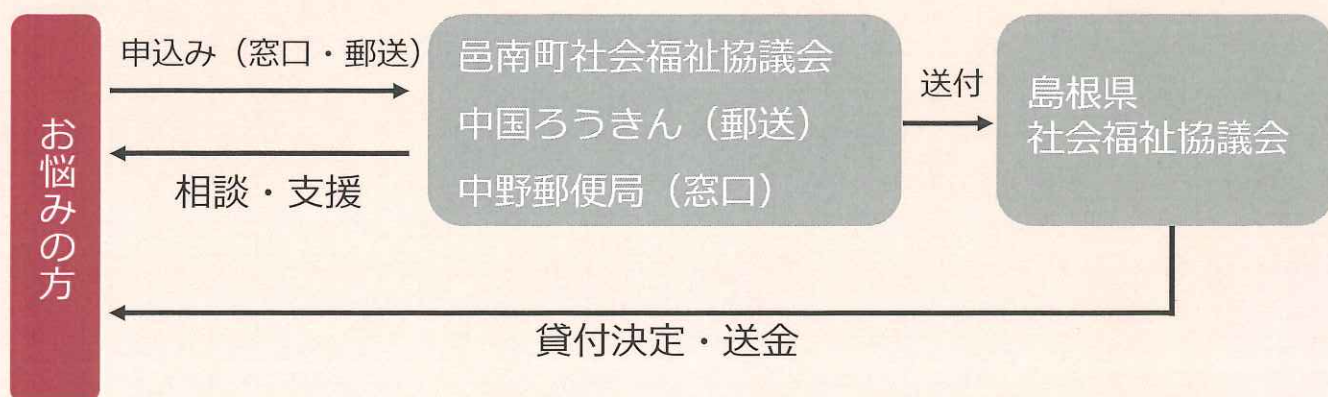 お悩みの方
申込み（窓口・郵送）
相談・支援
邑南町社会福祉協議会
中国ろうきん（郵送）
中野郵便局（窓口）
送付
島根県
社会福祉協議会
貸付決定・送金